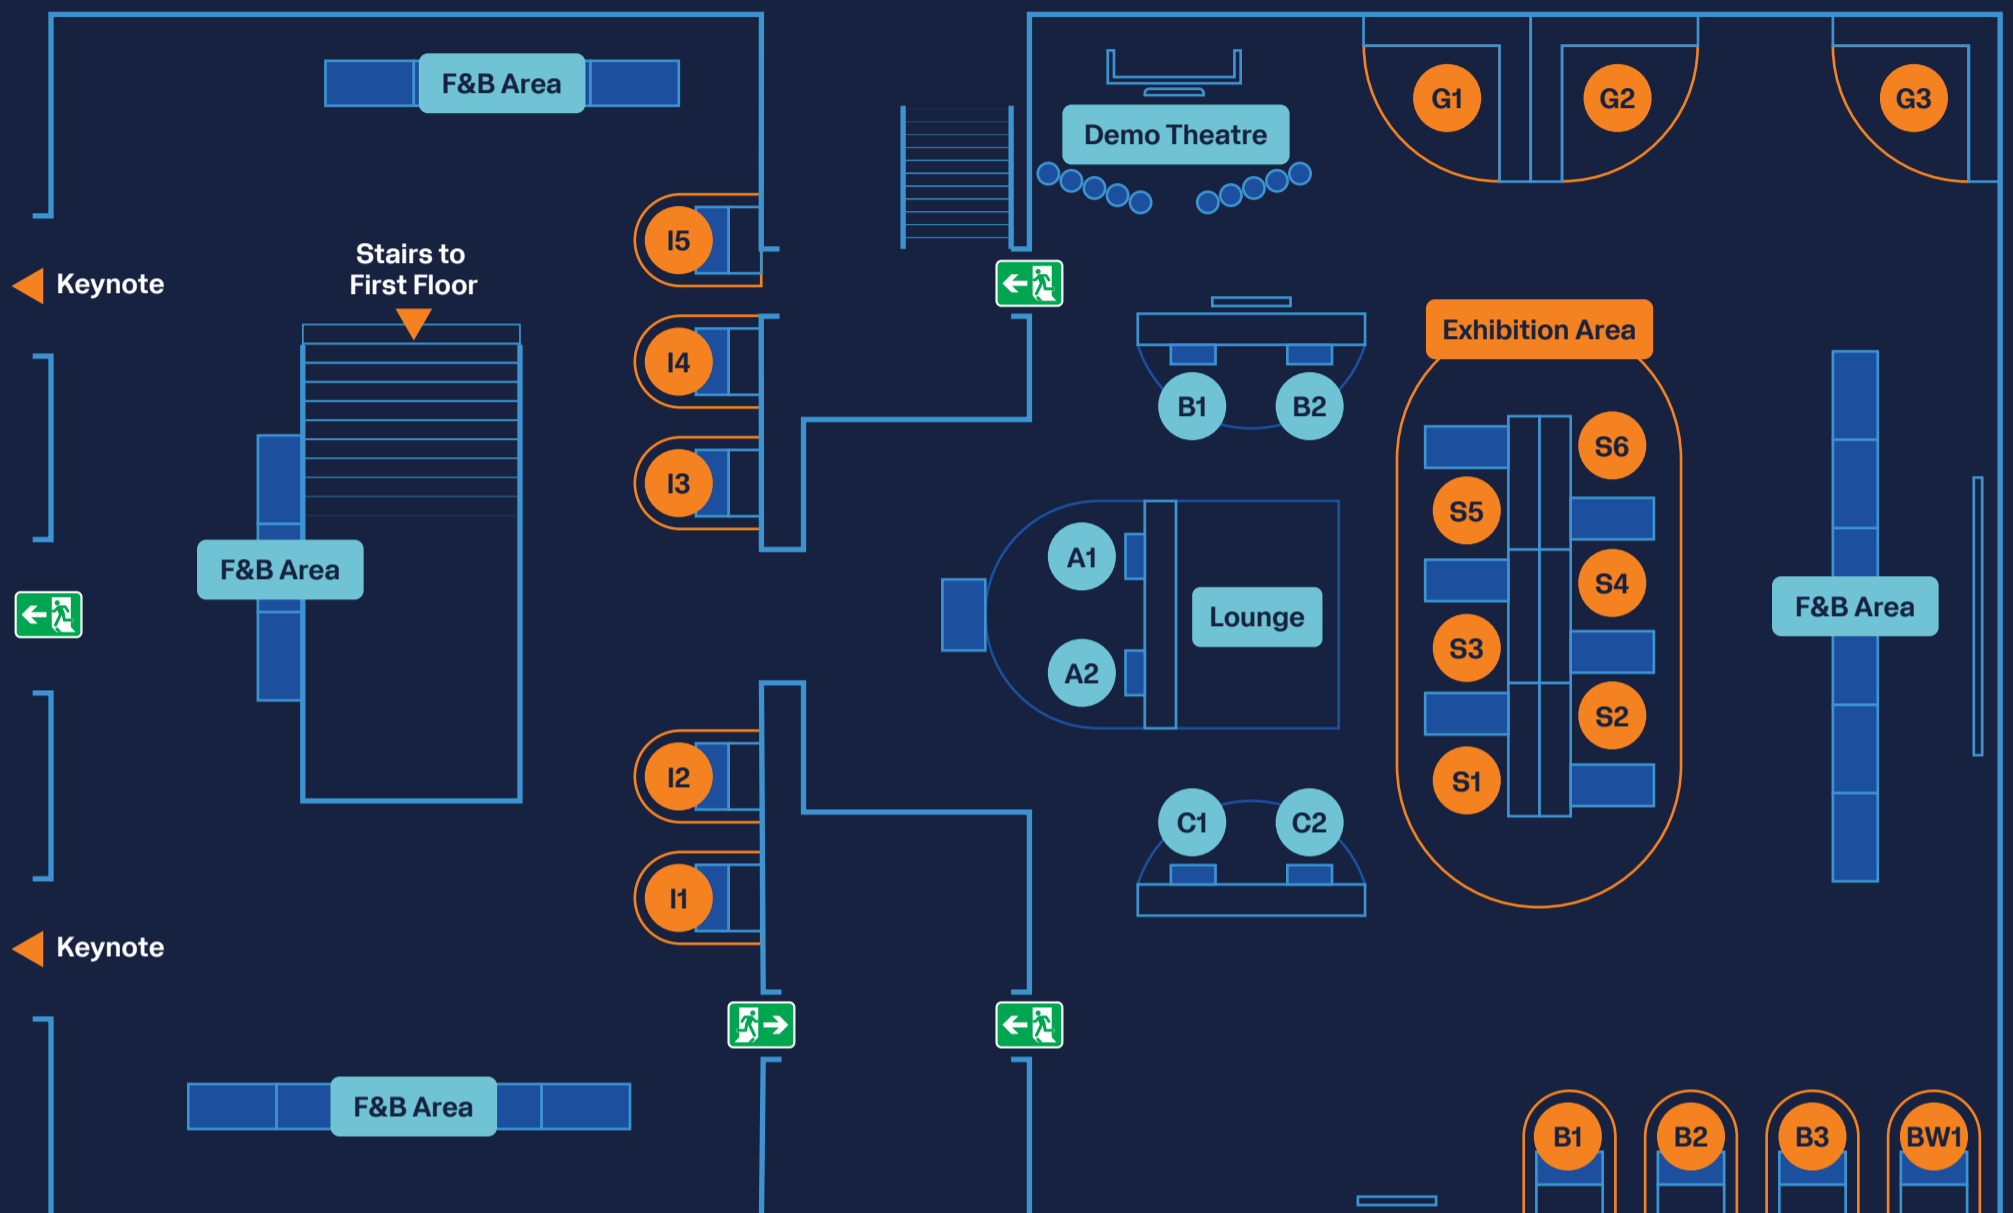 F&B Area
Demo Theatre
G1
G2
G3
I5
Stairs to
First Floor
Keynote
I4
I3
B1
B2
Exhibition Area
S6
S5
S4
S3
S2
S1
A1
A2
Lounge
F&B Area
F&B Area
I2
I1
C1
C2
Keynote
F&B Area
B1
B2
B3
BW1